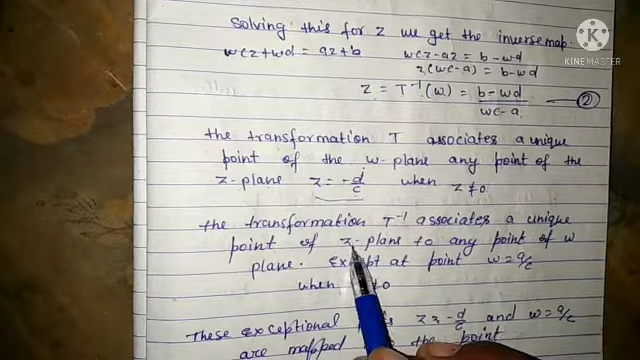 Solving this for z we get the inverse map.
wcz + wd = az + b    wcz - az = b - wd
z(wc - a) = b - wd
z = T⁻¹(w) = b - wd / wc - a. —②
the transformation T associates a unique
point of the w-plane any point of the
z-plane z = -d/c when z ≠ 0.
the transformation T⁻¹ associates a unique
point of z-plane to any point of w
plane. Except at point w = a/c
when ≠ 0
These exceptional z = -d/c and w = a/c
are mapped the point
KINEMASTER